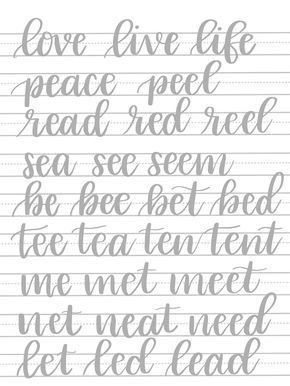 love live life
peace peel
read red reel
sea see seem
be bee bet bed
tee tea ten tent
me met meet
net neat need
let led lead